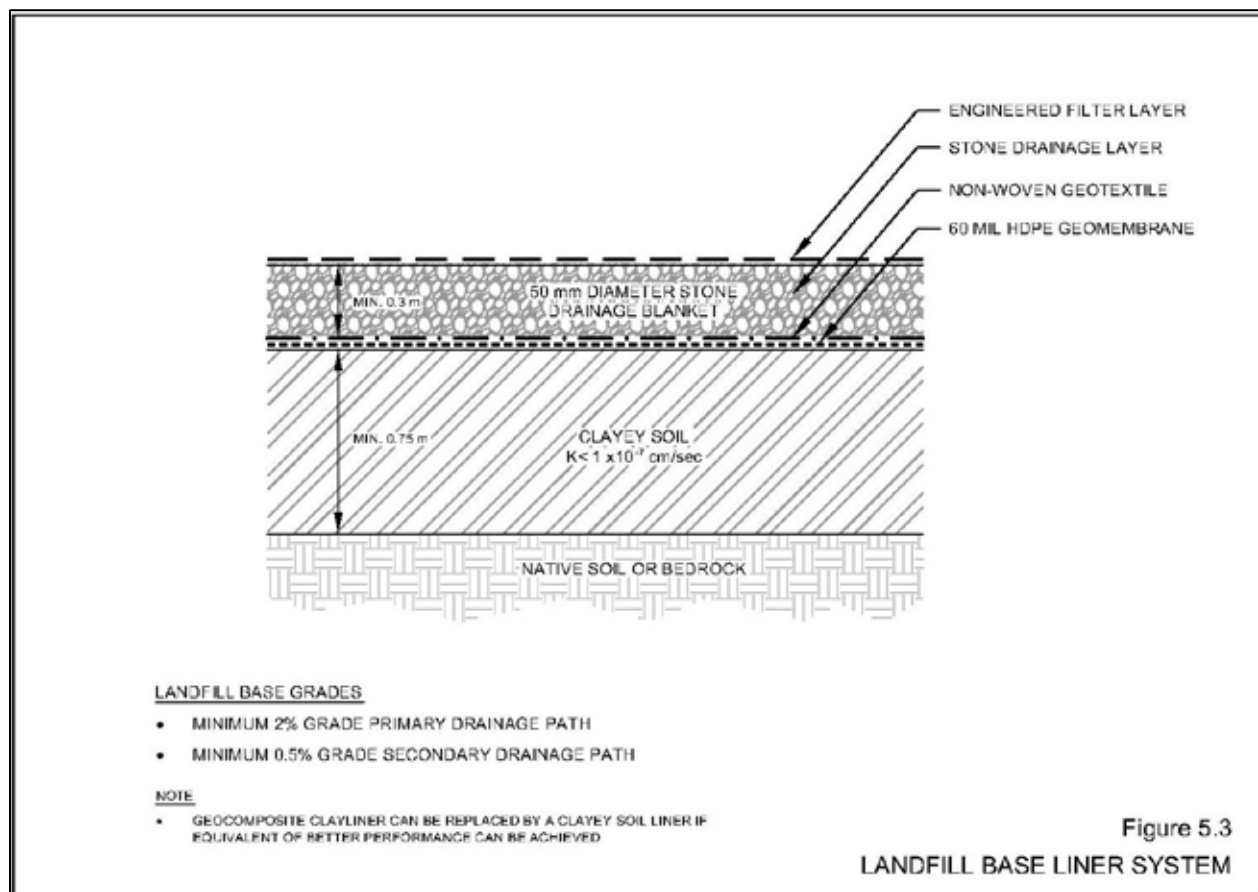 ENGINEERED FILTER LAYER
STONE DRAINAGE LAYER
NON-WOVEN GEOTEXTILE
60 MIL HDPE GEOMEMBRANE
50 mm DIAMETER STONE
DRAINAGE BLANKET
MIN. 0.3 m
MIN. 0.75 m
CLAYEY SOIL
K< 1 x10⁻⁷ cm/sec
NATIVE SOIL OR BEDROCK
LANDFILL BASE GRADES
• MINIMUM 2% GRADE PRIMARY DRAINAGE PATH
• MINIMUM 0.5% GRADE SECONDARY DRAINAGE PATH
NOTE
• GEOCOMPOSITE CLAYLINER CAN BE REPLACED BY A CLAYEY SOIL LINER IF
EQUIVALENT OF BETTER PERFORMANCE CAN BE ACHIEVED
Figure 5.3
LANDFILL BASE LINER SYSTEM